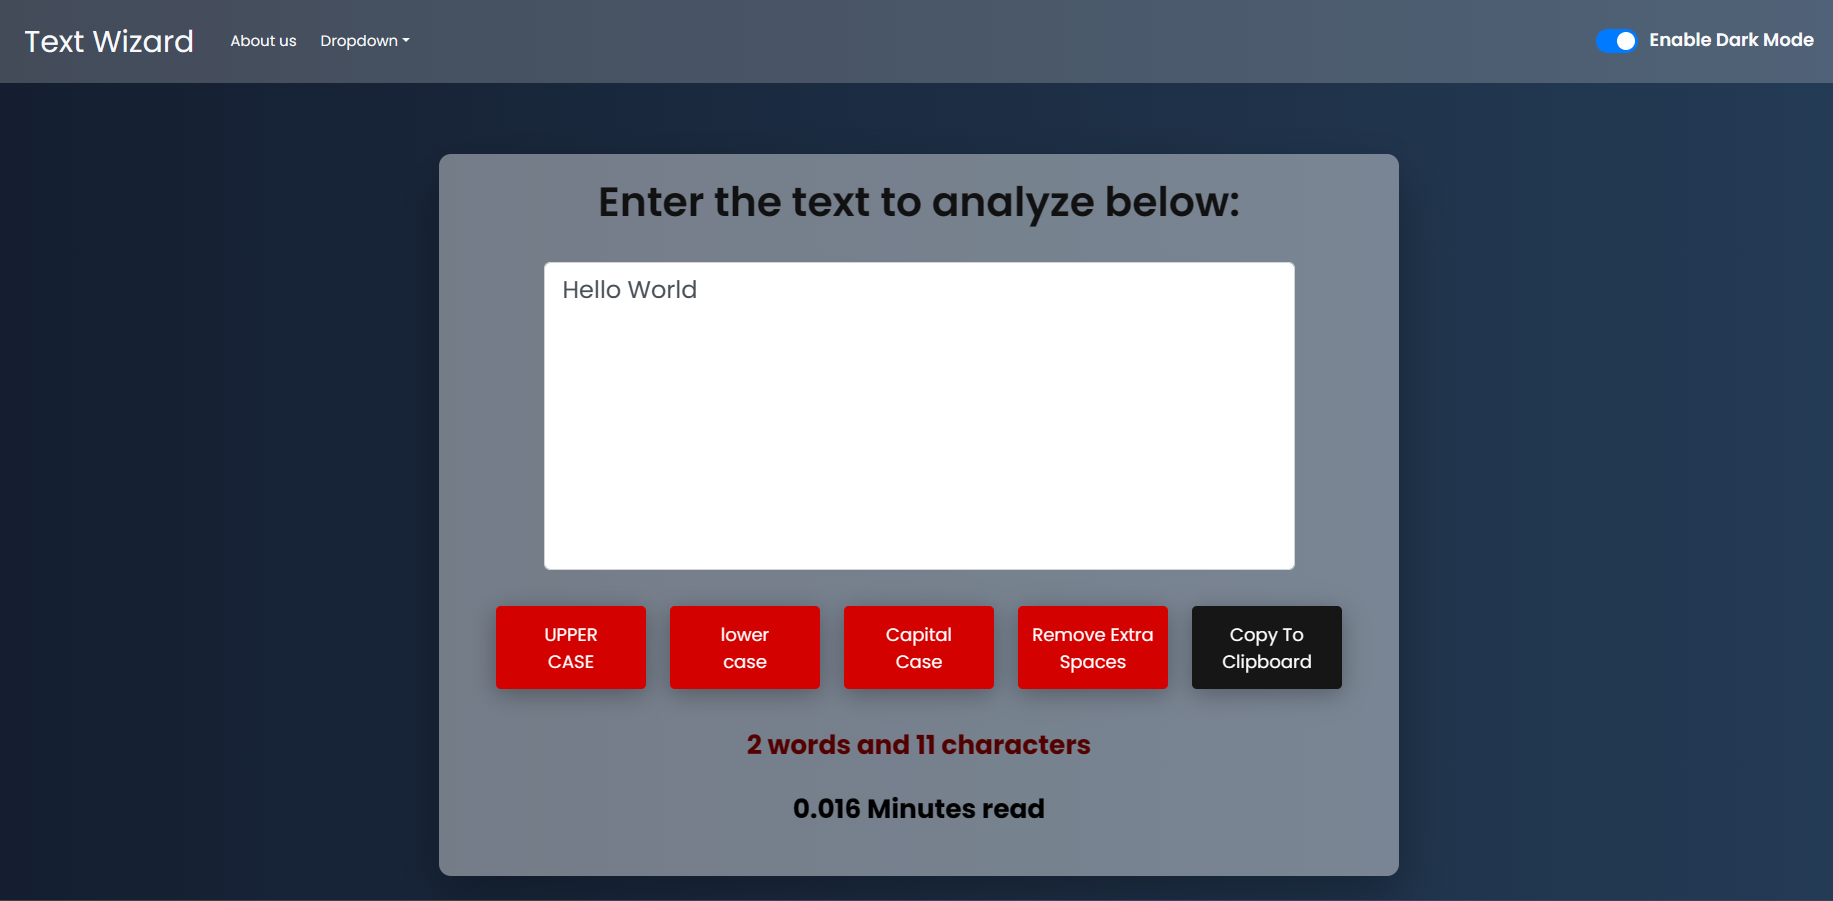 Text Wizard
About us
Dropdown
Enable Dark Mode
Enter the text to analyze below:
Hello World
UPPER
CASE
lower
case
Capital
Case
Remove Extra
Spaces
Copy To
Clipboard
2 words and 11 characters
0.016 Minutes read